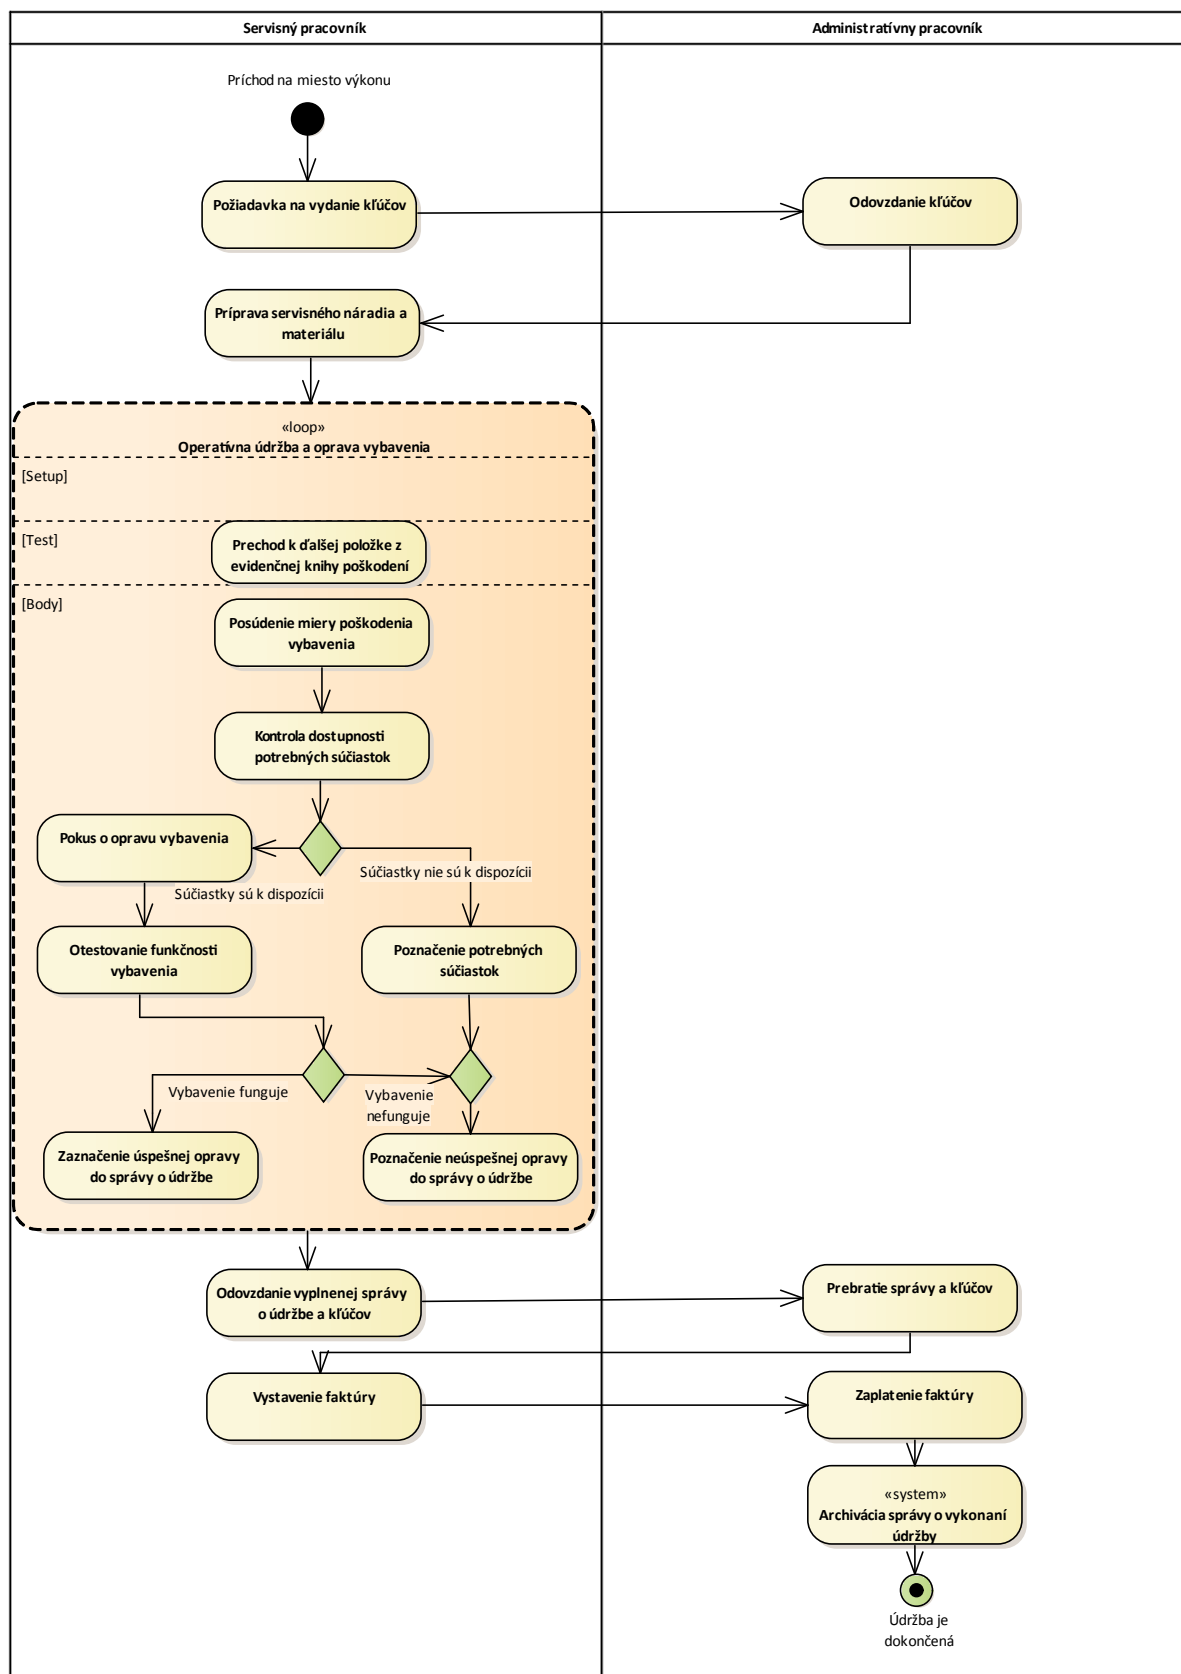 Servisný pracovník
Administratívny pracovník
Príchod na miesto výkonu
Požiadavka na vydanie kľúčov
Odovzdanie kľúčov
Príprava servisného náradia a
materiálu
«loop»
Operatívna údržba a oprava vybavenia
[Setup]
[Test]
Prechod k ďalšej položke z
evidenčnej knihy poškodení
[Body]
Posúdenie miery poškodenia
vybavenia
Kontrola dostupnosti
potrebných súčiastok
Pokus o opravu vybavenia
Súčiastky nie sú k dispozícii
Súčiastky sú k dispozícii
Otestovanie funkčnosti
vybavenia
Poznačenie potrebných
súčiastok
Vybavenie funguje
Vybavenie
nefunguje
Zaznačenie úspešnej opravy
do správy o údržbe
Poznačenie neúspešnej opravy
do správy o údržbe
Odovzdanie vyplnenej správy
o údržbe a kľúčov
Prebratie správy a kľúčov
Vystavenie faktúry
Zaplatenie faktúry
«system»
Archivácia správy o vykonaní
údržby
Údržba je
dokončená